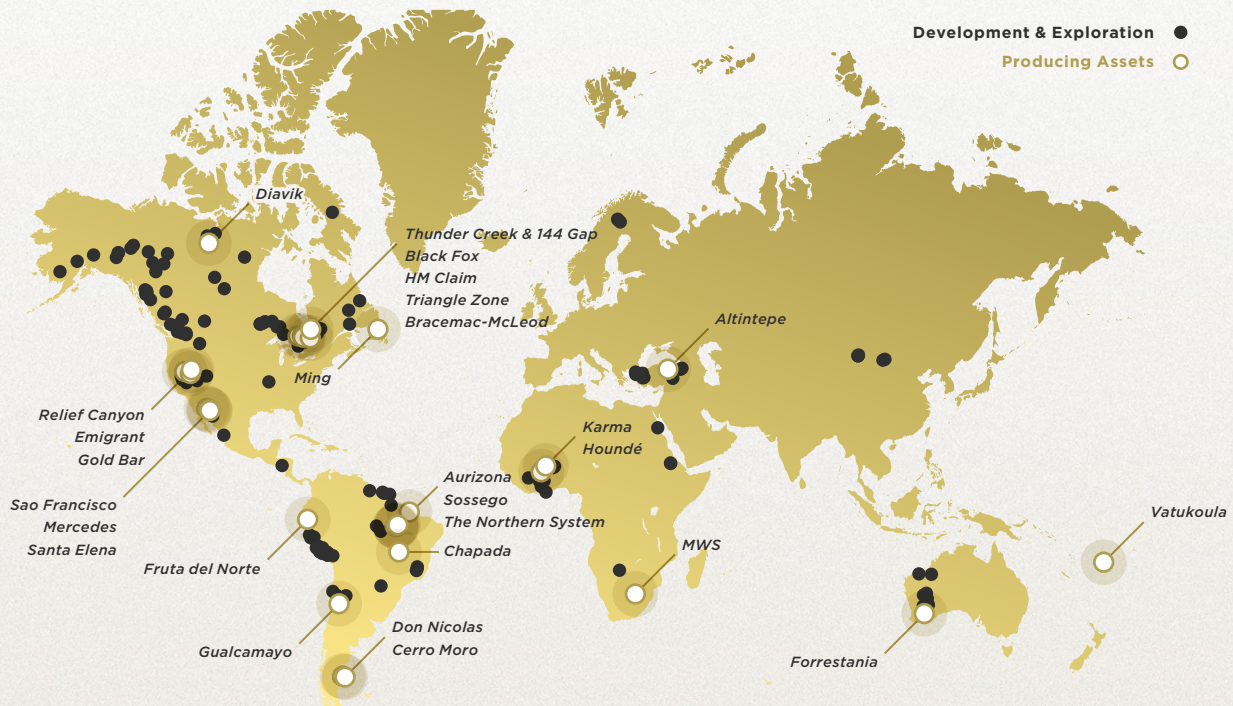 Development & Exploration
Producing Assets
Diavik
Thunder Creek & 144 Gap
Black Fox
HM Claim
Triangle Zone
Bracemac-McLeod
Altintepe
Ming
Relief Canyon
Emigrant
Gold Bar
Karma
Houndé
Sao Francisco
Mercedes
Santa Elena
Aurizona
Sossego
The Northern System
Vatukoula
Chapada
MWS
Fruta del Norte
Gualcamayo
Don Nicolas
Cerro Moro
Forrestania